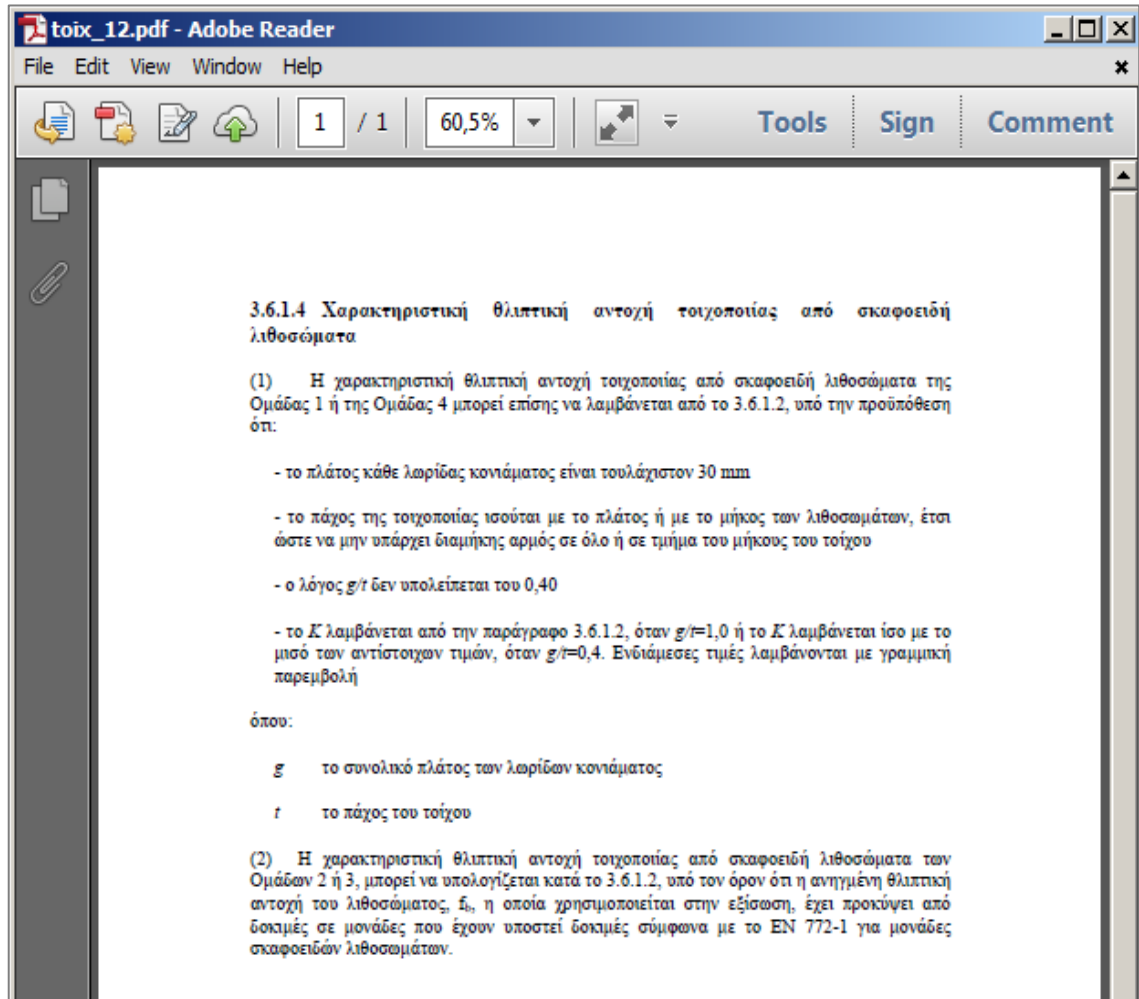 toix_12.pdf - Adobe Reader
File Edit View Window Help
1 / 1 60,5% Tools Sign Comment
3.6.1.4 Χαρακτηριστική θλιπτική αντοχή τοιχοποιίας από σκαφοειδή
λιθοσώματα
(1) Η χαρακτηριστική θλιπτική αντοχή τοιχοποιίας από σκαφοειδή λιθοσώματα της
Ομάδας 1 ή της Ομάδας 4 μπορεί επίσης να λαμβάνεται από το 3.6.1.2, υπό την προϋπόθεση
ότι:
- το πλάτος κάθε λωρίδας κονιάματος είναι τουλάχιστον 30 mm
- το πάχος της τοιχοποιίας ισούται με το πλάτος ή με το μήκος των λιθοσωμάτων, έτσι
ώστε να μην υπάρχει διαμήκης αρμός σε όλο ή σε τμήμα του μήκους του τοίχου
- ο λόγος g/t δεν υπολείπεται του 0,40
- το K λαμβάνεται από την παράγραφο 3.6.1.2, όταν g/t=1,0 ή το K λαμβάνεται ίσο με το
μισό των αντίστοιχων τιμών, όταν g/t=0,4. Ενδιάμεσες τιμές λαμβάνονται με γραμμική
παρεμβολή
όπου:
g το συνολικό πλάτος των λωρίδων κονιάματος
t το πάχος του τοίχου
(2) Η χαρακτηριστική θλιπτική αντοχή τοιχοποιίας από σκαφοειδή λιθοσώματα των
Ομάδων 2 ή 3, μπορεί να υπολογίζεται κατά το 3.6.1.2, υπό τον όρον ότι η ανηγμένη θλιπτική
αντοχή του λιθοσώματος, fb, η οποία χρησιμοποιείται στην εξίσωση, έχει προκύψει από
δοκιμές σε μονάδες που έχουν υποστεί δοκιμές σύμφωνα με το EN 772-1 για μονάδες
σκαφοειδών λιθοσωμάτων.